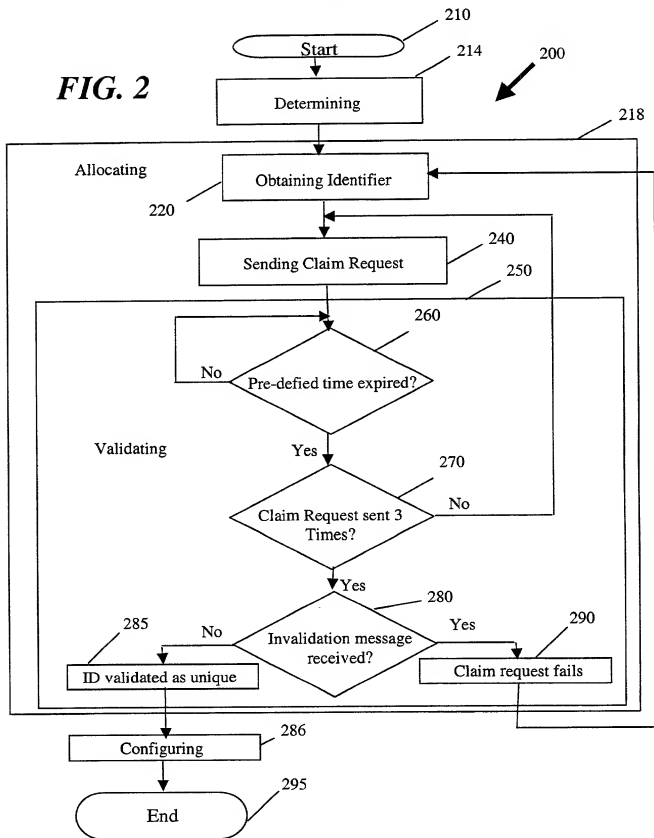 210
Start
214
200
FIG. 2
Determining
218
Allocating
Obtaining Identifier
220
240
Sending Claim Request
250
260
No
Pre-defied time expired?
Validating
Yes
270
No
Claim Request sent 3
Times?
Yes
280
285
No
Yes
290
Invalidation message
received?
ID validated as unique
Claim request fails
286
Configuring
295
End